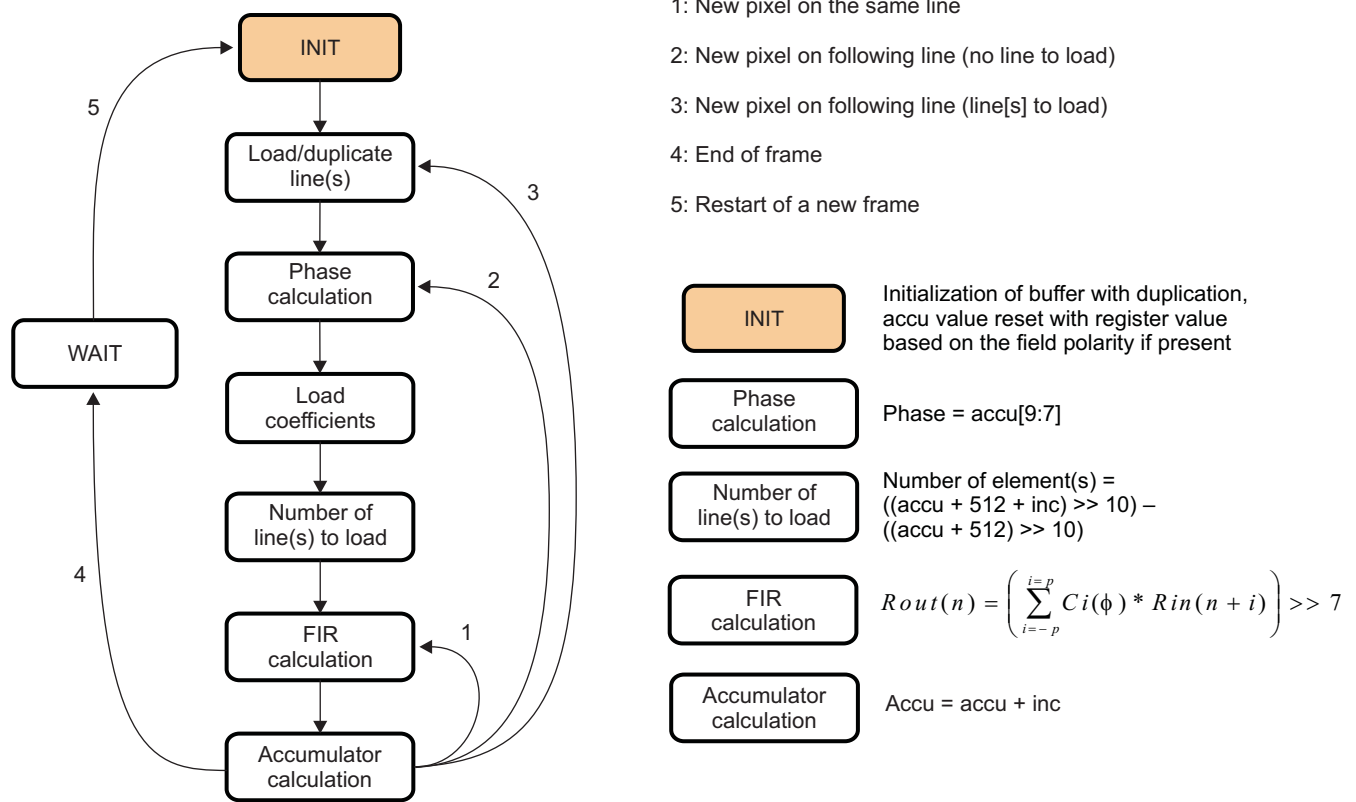 INIT
5
Load/duplicate
line(s)
3
Phase
calculation
2
WAIT
Load
coefficients
Number of
line(s) to load
4
FIR
calculation
1
Accumulator
calculation
1: New pixel on the same line
2: New pixel on following line (no line to load)
3: New pixel on following line (line[s] to load)
4: End of frame
5: Restart of a new frame
INIT
Initialization of buffer with duplication,
accu value reset with register value
based on the field polarity if present
Phase
calculation
Phase = accu[9:7]
Number of
line(s) to load
Number of element(s) =
((accu + 512 + inc) >> 10) –
((accu + 512) >> 10)
FIR
calculation
Rout(n) = ( ∑ i=–p i=p Ci(ϕ) * Rin(n + i) ) >> 7
Accumulator
calculation
Accu = accu + inc